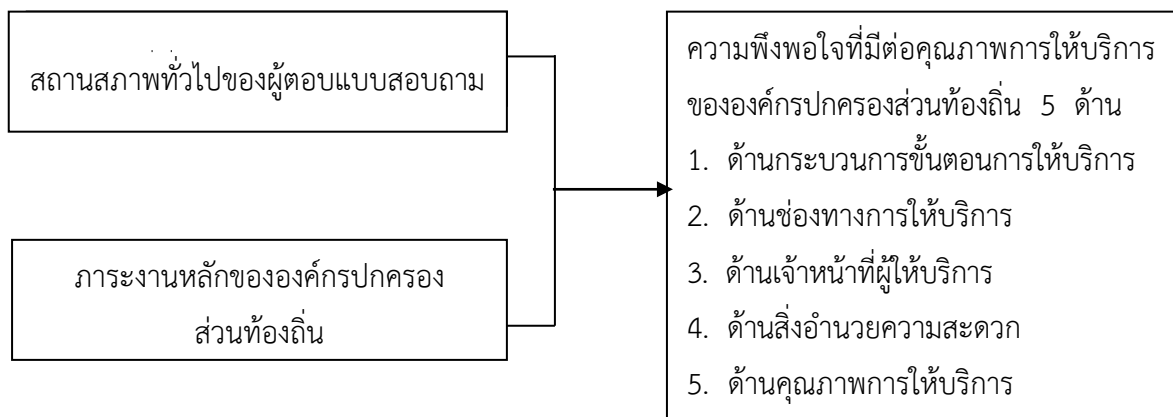 สถานสภาพทั่วไปของผู้ตอบแบบสอบถาม
ภาระงานหลักขององค์กรปกครอง
ส่วนท้องถิ่น
ความพึงพอใจที่มีต่อคุณภาพการให้บริการ
ขององค์กรปกครองส่วนท้องถิ่น 5 ด้าน
1. ด้านกระบวนการขั้นตอนการให้บริการ
2. ด้านช่องทางการให้บริการ
3. ด้านเจ้าหน้าที่ผู้ให้บริการ
4. ด้านสิ่งอำนวยความสะดวก
5. ด้านคุณภาพการให้บริการ